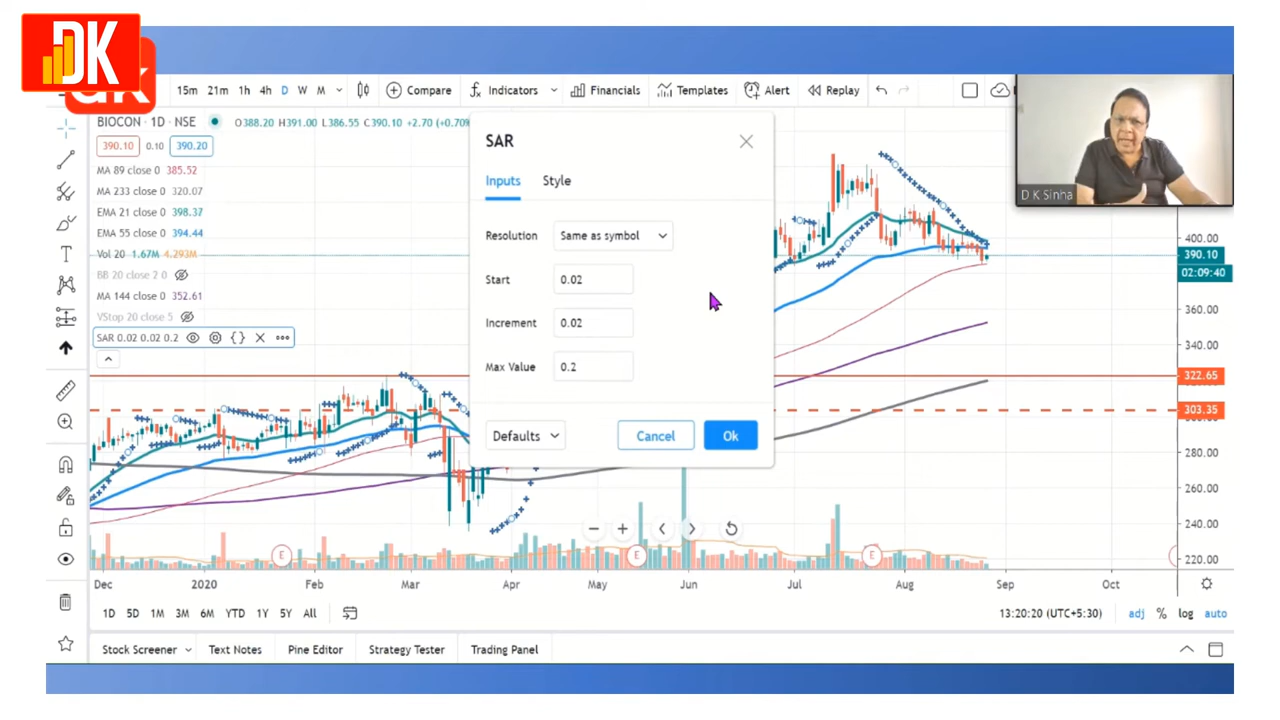 DK
15m 21m 1h 4h D W M Compare Indicators Financials Templates Alert Replay
BIOCON · 1D · NSE O388.20 H391.00 L386.55 C390.10 +2.70 (+0.70%
390.10 0.10 390.20
MA 89 close 0 385.52
MA 233 close 0 320.07
EMA 21 close 0 398.37
EMA 55 close 0 394.44
Vol 20 1.67M 4.293M
BB 20 close 2 0
MA 144 close 0 352.61
VStop 20 close 5
SAR 0.02 0.02 0.2
SAR
Inputs Style
Resolution Same as symbol
Start 0.02
Increment 0.02
Max Value 0.2
Defaults Cancel Ok
D K Sinha
400.00
390.10
02:09:40
360.00
340.00
322.65
303.35
280.00
260.00
240.00
220.00
E E E
Dec 2020 Feb Mar Apr May Jun Jul Aug Sep Oct
1D 5D 1M 3M 6M YTD 1Y 5Y All 13:20:20 (UTC+5:30) adj % log auto
Stock Screener Text Notes Pine Editor Strategy Tester Trading Panel